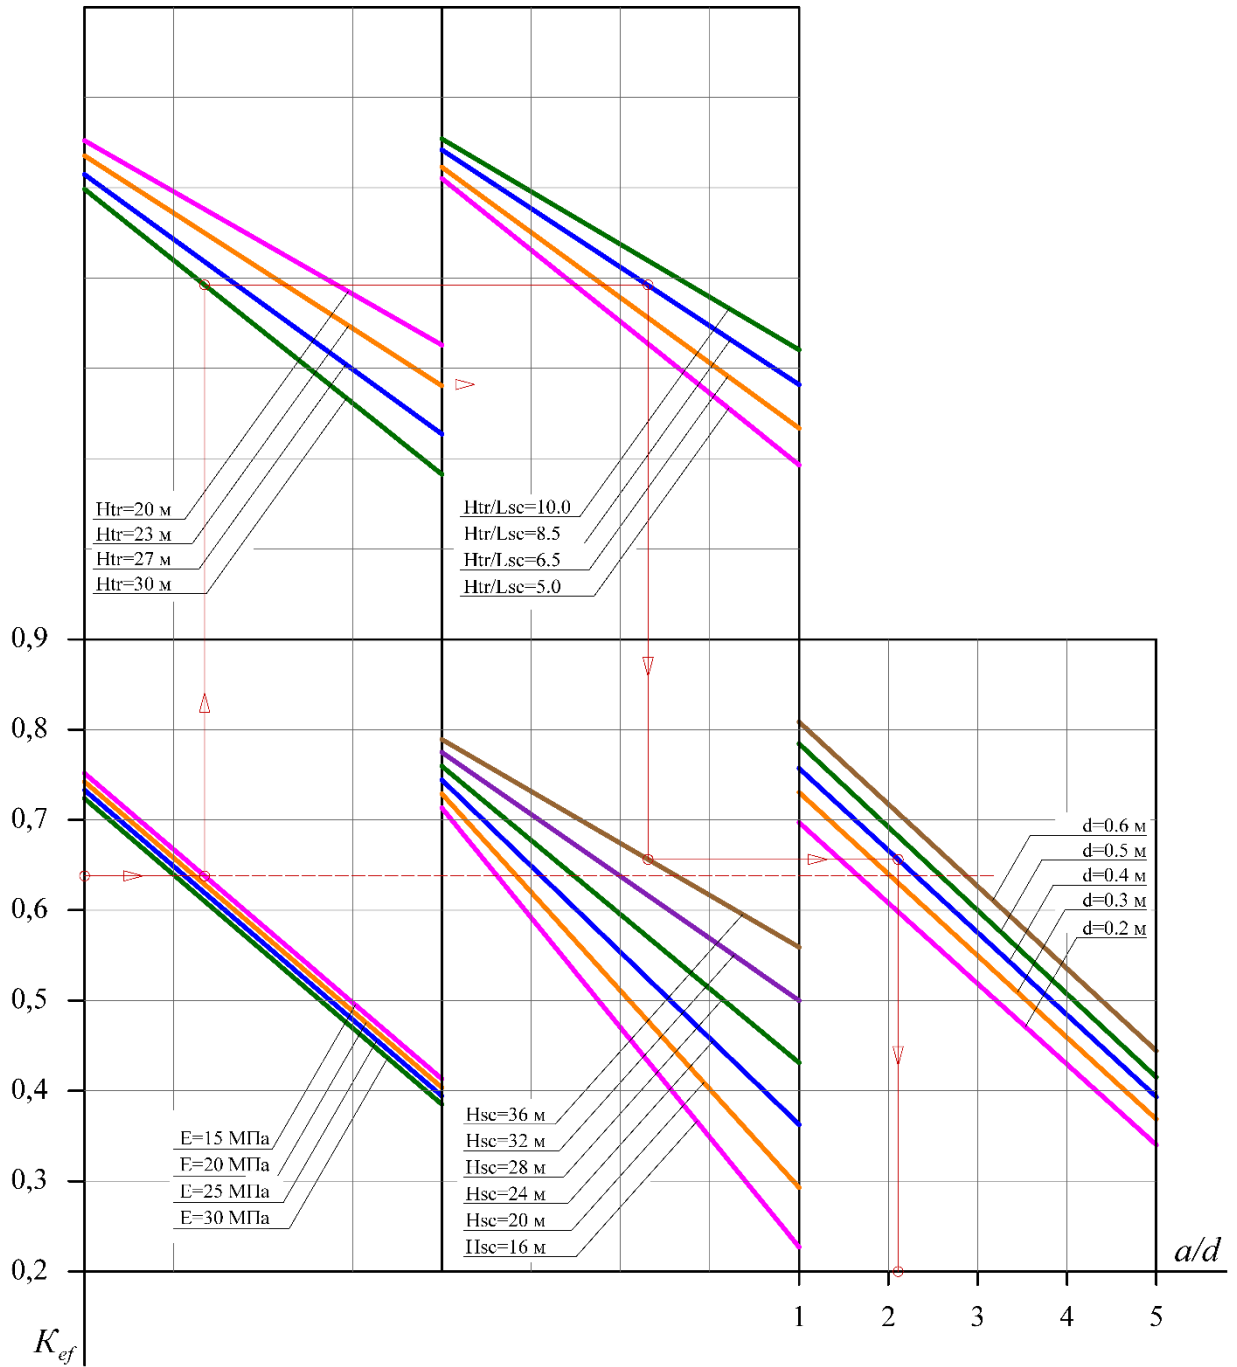 Htr=20 м
Htr=23 м
Htr=27 м
Htr=30 м
Htr/Lsc=10.0
Htr/Lsc=8.5
Htr/Lsc=6.5
Htr/Lsc=5.0
0,9
0,8
0,7
0,6
0,5
0,4
0,3
0,2
E=15 МПа
E=20 МПа
E=25 МПа
E=30 МПа
Hsc=36 м
Hsc=32 м
Hsc=28 м
Hsc=24 м
Hsc=20 м
Hsc=16 м
d=0.6 м
d=0.5 м
d=0.4 м
d=0.3 м
d=0.2 м
a/d
1 2 3 4 5
Kef